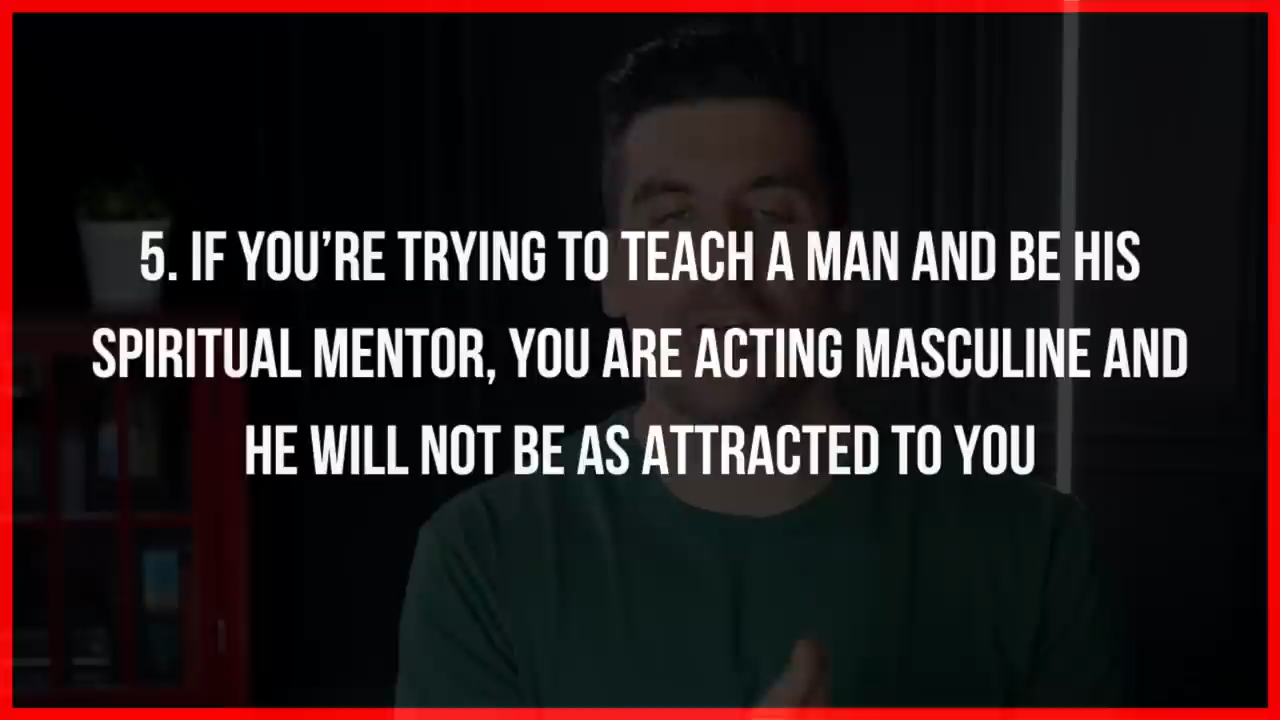 5. IF YOU’RE TRYING TO TEACH A MAN AND BE HIS
SPIRITUAL MENTOR, YOU ARE ACTING MASCULINE AND
HE WILL NOT BE AS ATTRACTED TO YOU